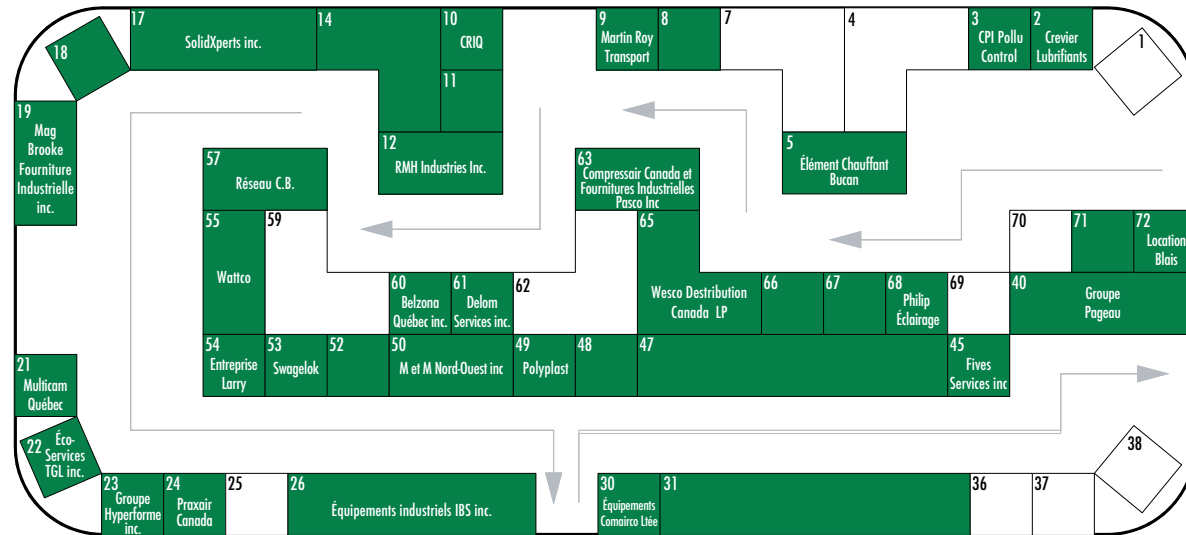 17
SolidXperts inc.
14
10
CRIQ
11
9
Martin Roy
Transport
8
7
4
3
CPI Pollu
Control
2
Crevier
Lubrifiants
1
18
19
Mag
Brooke
Fourniture
Industrielle
inc.
12
RMH Industries Inc.
5
Élément Chauffant
Bucan
57
Réseau C.B.
63
Compressair Canada et
Fournitures Industrielles
Pasco Inc
55
Wattco
59
65
Wesco Destribution
Canada LP
70
71
72
Location
Blais
60
Belzona
Québec inc.
61
Delom
Services inc.
62
66
67
68
Philip
Éclairage
69
40
Groupe
Pageau
54
Entreprise
Larry
53
Swagelok
52
50
M et M Nord-Ouest inc
49
Polyplast
48
47
45
Fives
Services inc
21
Multicam
Québec
22
Éco-
Services
TGL inc.
23
Groupe
Hyperforme
inc.
24
Praxair
Canada
25
26
Équipements industriels IBS inc.
30
Équipements
Comairco Ltée
31
36
37
38